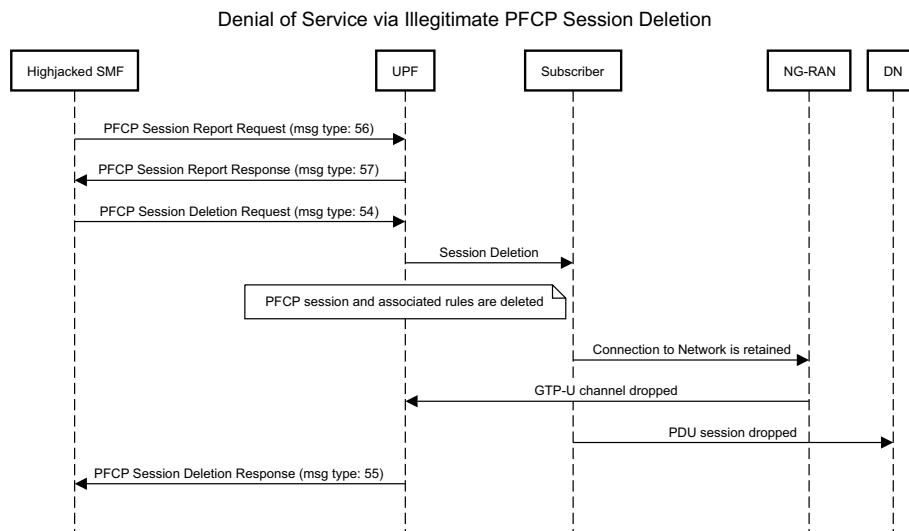 Denial of Service via Illegitimate PFCP Session Deletion
Highjacked SMF
UPF
Subscriber
NG-RAN
DN
PFCP Session Report Request (msg type: 56)
PFCP Session Report Response (msg type: 57)
PFCP Session Deletion Request (msg type: 54)
Session Deletion
PFCP session and associated rules are deleted
Connection to Network is retained
GTP-U channel dropped
PDU session dropped
PFCP Session Deletion Response (msg type: 55)